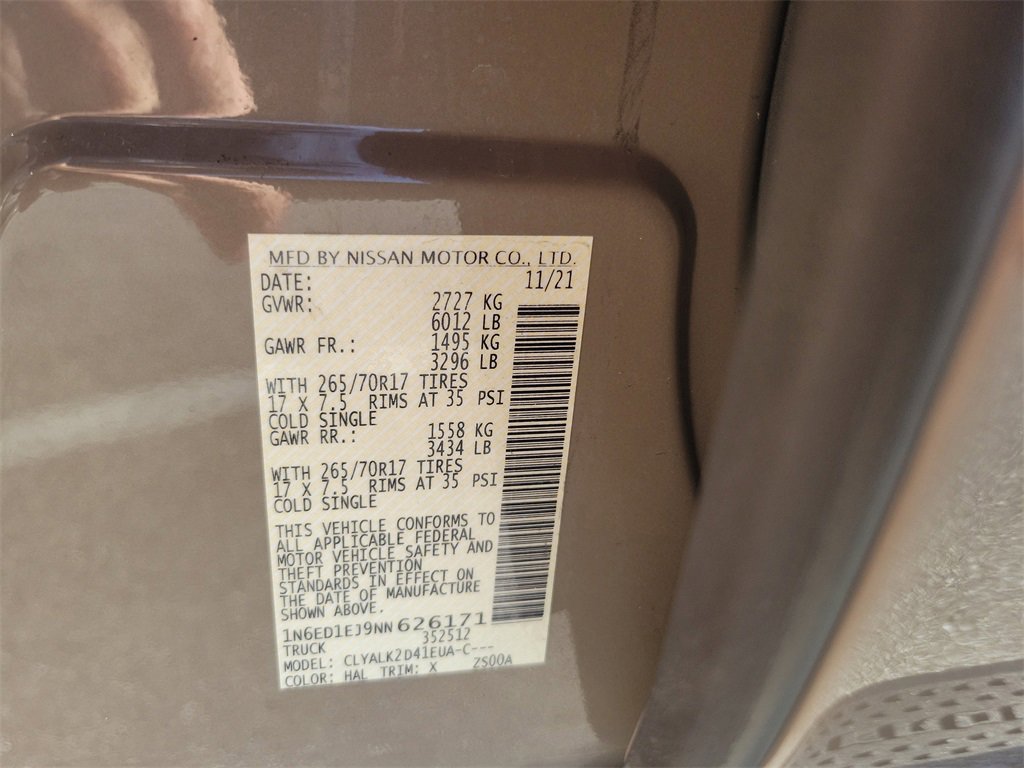 MFD BY NISSAN MOTOR CO., LTD.
DATE: 11/21
GVWR: 2727 KG
6012 LB
GAWR FR.: 1495 KG
3296 LB
WITH 265/70R17 TIRES
17 X 7.5 RIMS AT 35 PSI
COLD SINGLE
GAWR RR.: 1558 KG
3434 LB
WITH 265/70R17 TIRES
17 X 7.5 RIMS AT 35 PSI
COLD SINGLE
THIS VEHICLE CONFORMS TO
ALL APPLICABLE FEDERAL
MOTOR VEHICLE SAFETY AND
THEFT PREVENTION
STANDARDS IN EFFECT ON
THE DATE OF MANUFACTURE
SHOWN ABOVE.
1N6ED1EJ9NN626171
TRUCK 352512
MODEL: CLYALK2D41EUA-C---
COLOR: HAL TRIM: X 2S00A